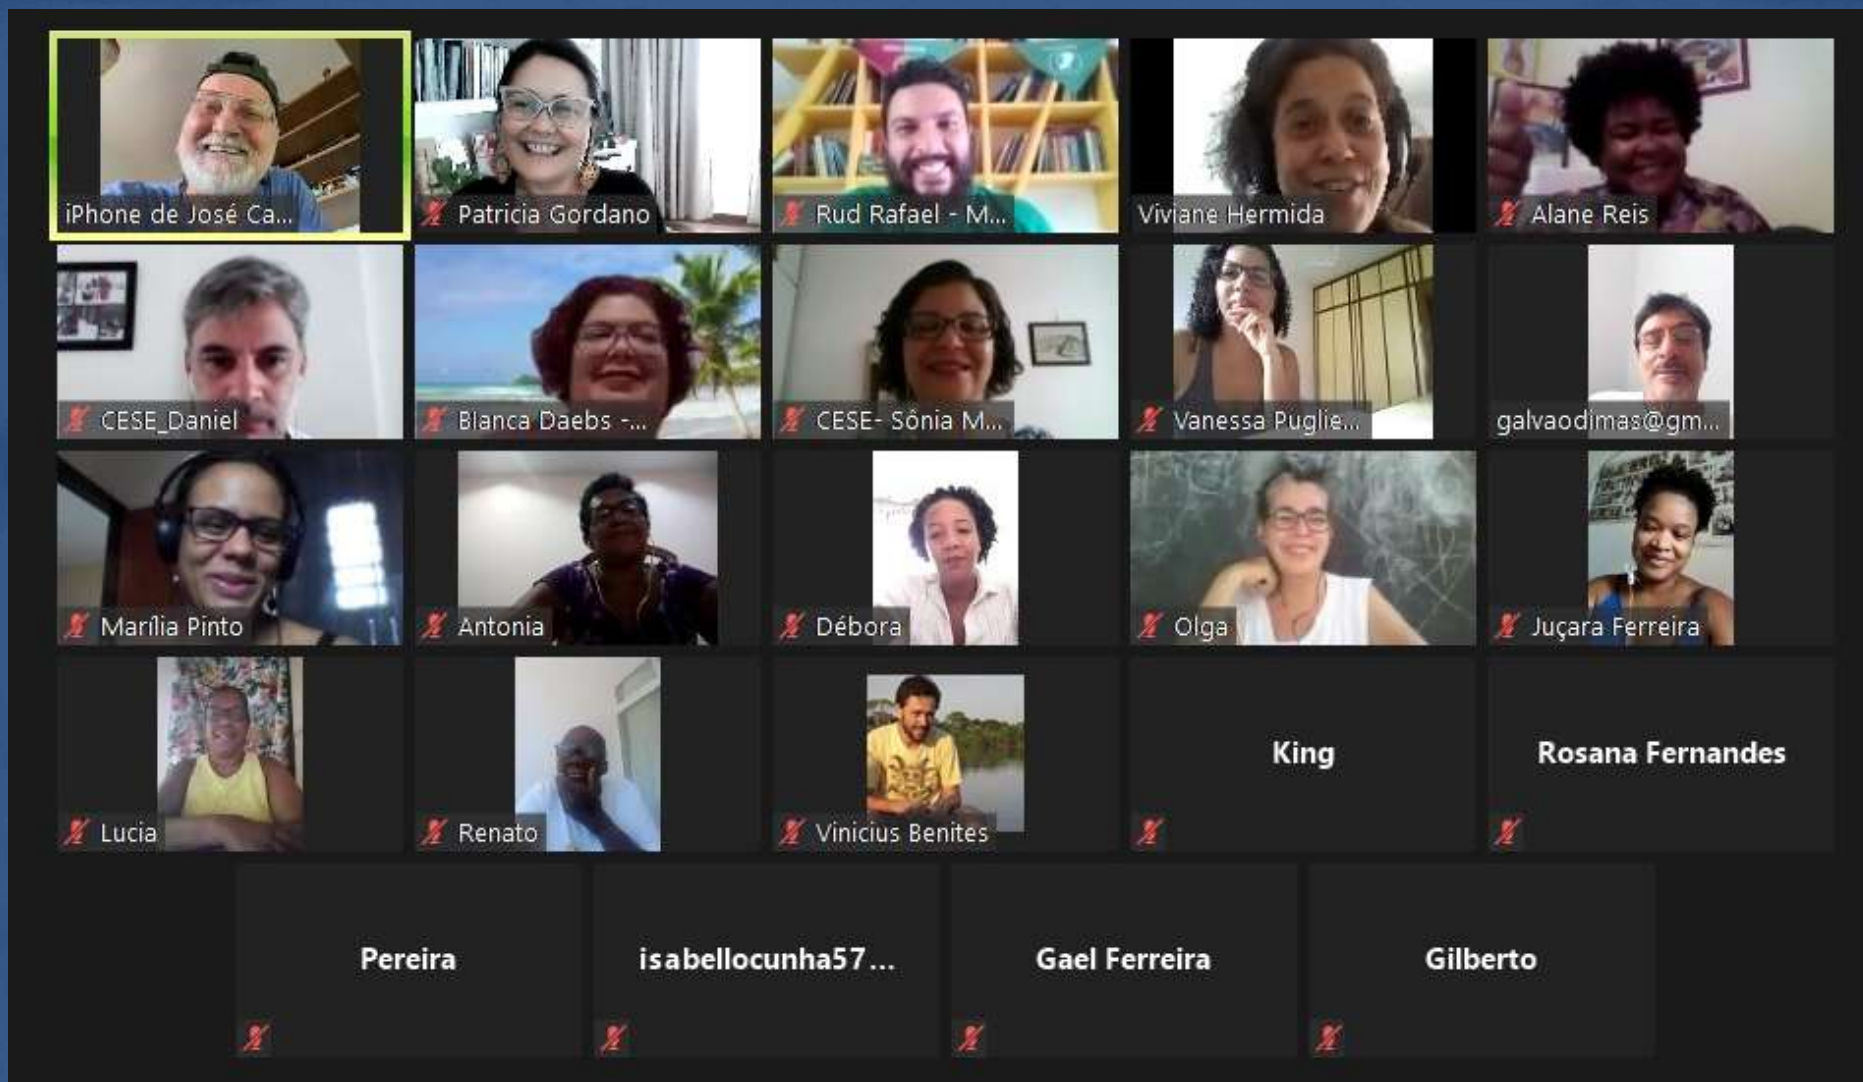 iPhone de José Ca...
Patricia Gordano
Rud Rafael - M...
Viviane Hermida
Alane Reis
CESE_Daniel
Bianca Daebs -...
CESE- Sônia M...
Vanessa Puglie...
galvaodimas@gm...
Marília Pinto
Antonia
Débora
Olga
Juçara Ferreira
Lucia
Renato
Vinicius Benites
King
Rosana Fernandes
Pereira
isabellocunha57...
Gael Ferreira
Gilberto